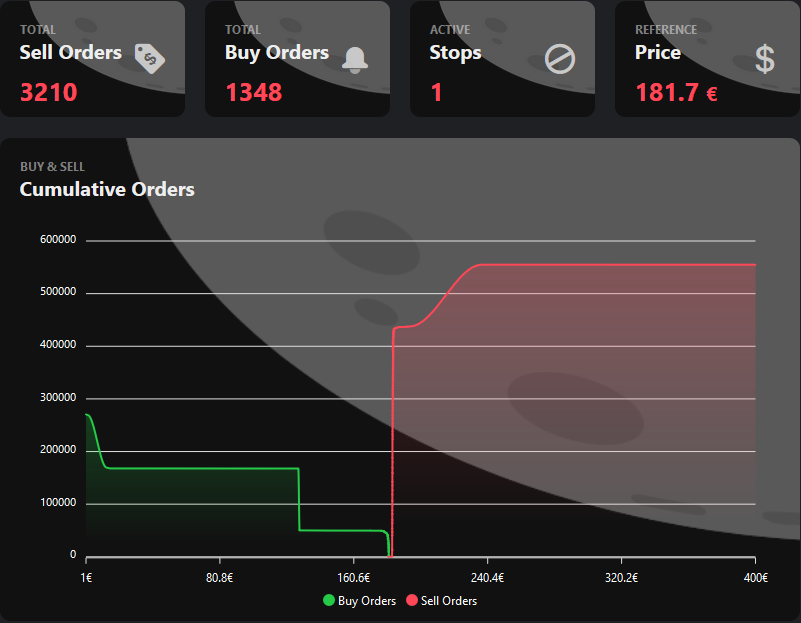 TOTAL
Sell Orders
3210
TOTAL
Buy Orders
1348
ACTIVE
Stops
1
REFERENCE
Price
$
181.7 €
BUY & SELL
Cumulative Orders
600000
500000
400000
300000
200000
100000
0
1€ 80.8€ 160.6€ 240.4€ 320.2€ 400€
Buy Orders Sell Orders